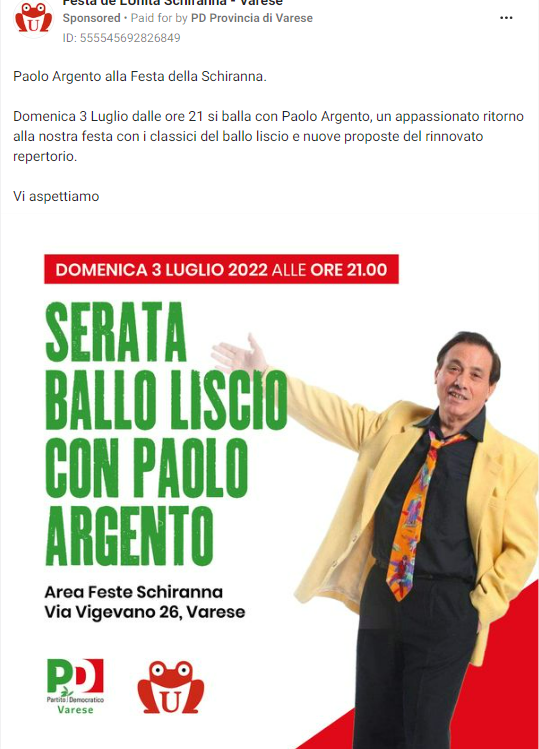 Festa de L'Unità Schiranna - Varese
Sponsored • Paid for by PD Provincia di Varese
ID: 555545692826849
Paolo Argento alla Festa della Schiranna.
Domenica 3 Luglio dalle ore 21 si balla con Paolo Argento, un appassionato ritorno
alla nostra festa con i classici del ballo liscio e nuove proposte del rinnovato
repertorio.
Vi aspettiamo
DOMENICA 3 LUGLIO 2022 ALLE ORE 21.00
SERATA
BALLO LISCIO
CON PAOLO
ARGENTO
Area Feste Schiranna
Via Vigevano 26, Varese
PD
Partito Democratico
Varese
U